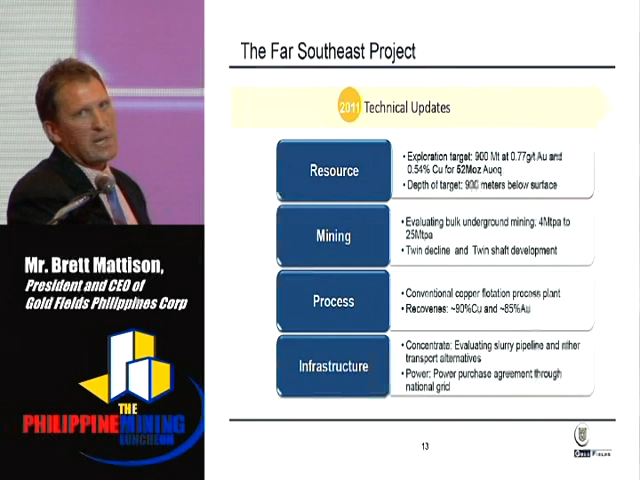 The Far Southeast Project
2011 Technical Updates
Resource
• Exploration target: 900 Mt at 0.77g/t Au and
0.54% Cu for 52Moz Aueq
• Depth of target: 900 meters below surface
Mining
• Evaluating bulk underground mining: 4Mtpa to
25Mtpa
• Twin decline and Twin shaft development
Process
• Conventional copper flotation process plant
• Recoveries: ~90%Cu and ~85%Au
Infrastructure
• Concentrate: Evaluating slurry pipeline and other
transport alternatives
• Power: Power purchase agreement through
national grid
13
GOLD FIELDS
Mr. Brett Mattison,
President and CEO of
Gold Fields Philippines Corp
THE
PHILIPPINE MINING
LUNCHEON